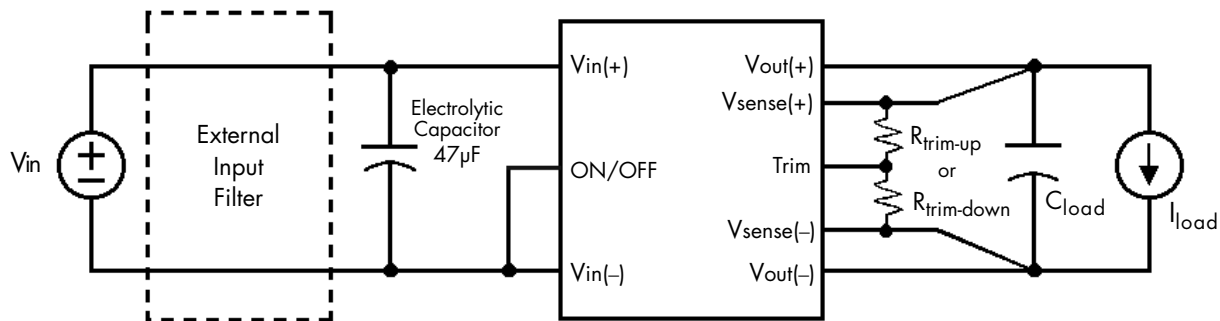 Vin
External
Input
Filter
Electrolytic
Capacitor
47µF
Vin(+)
ON/OFF
Vin(–)
Vout(+)
Vsense(+)
Trim
Vsense(–)
Vout(–)
Rtrim-up
or
Rtrim-down
Cload
Iload